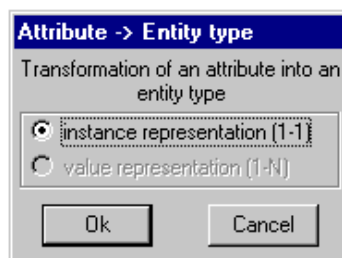 Attribute -> Entity type
Transformation of an attribute into an
entity type
instance representation (1-1)
value representation (1-N)
Ok
Cancel